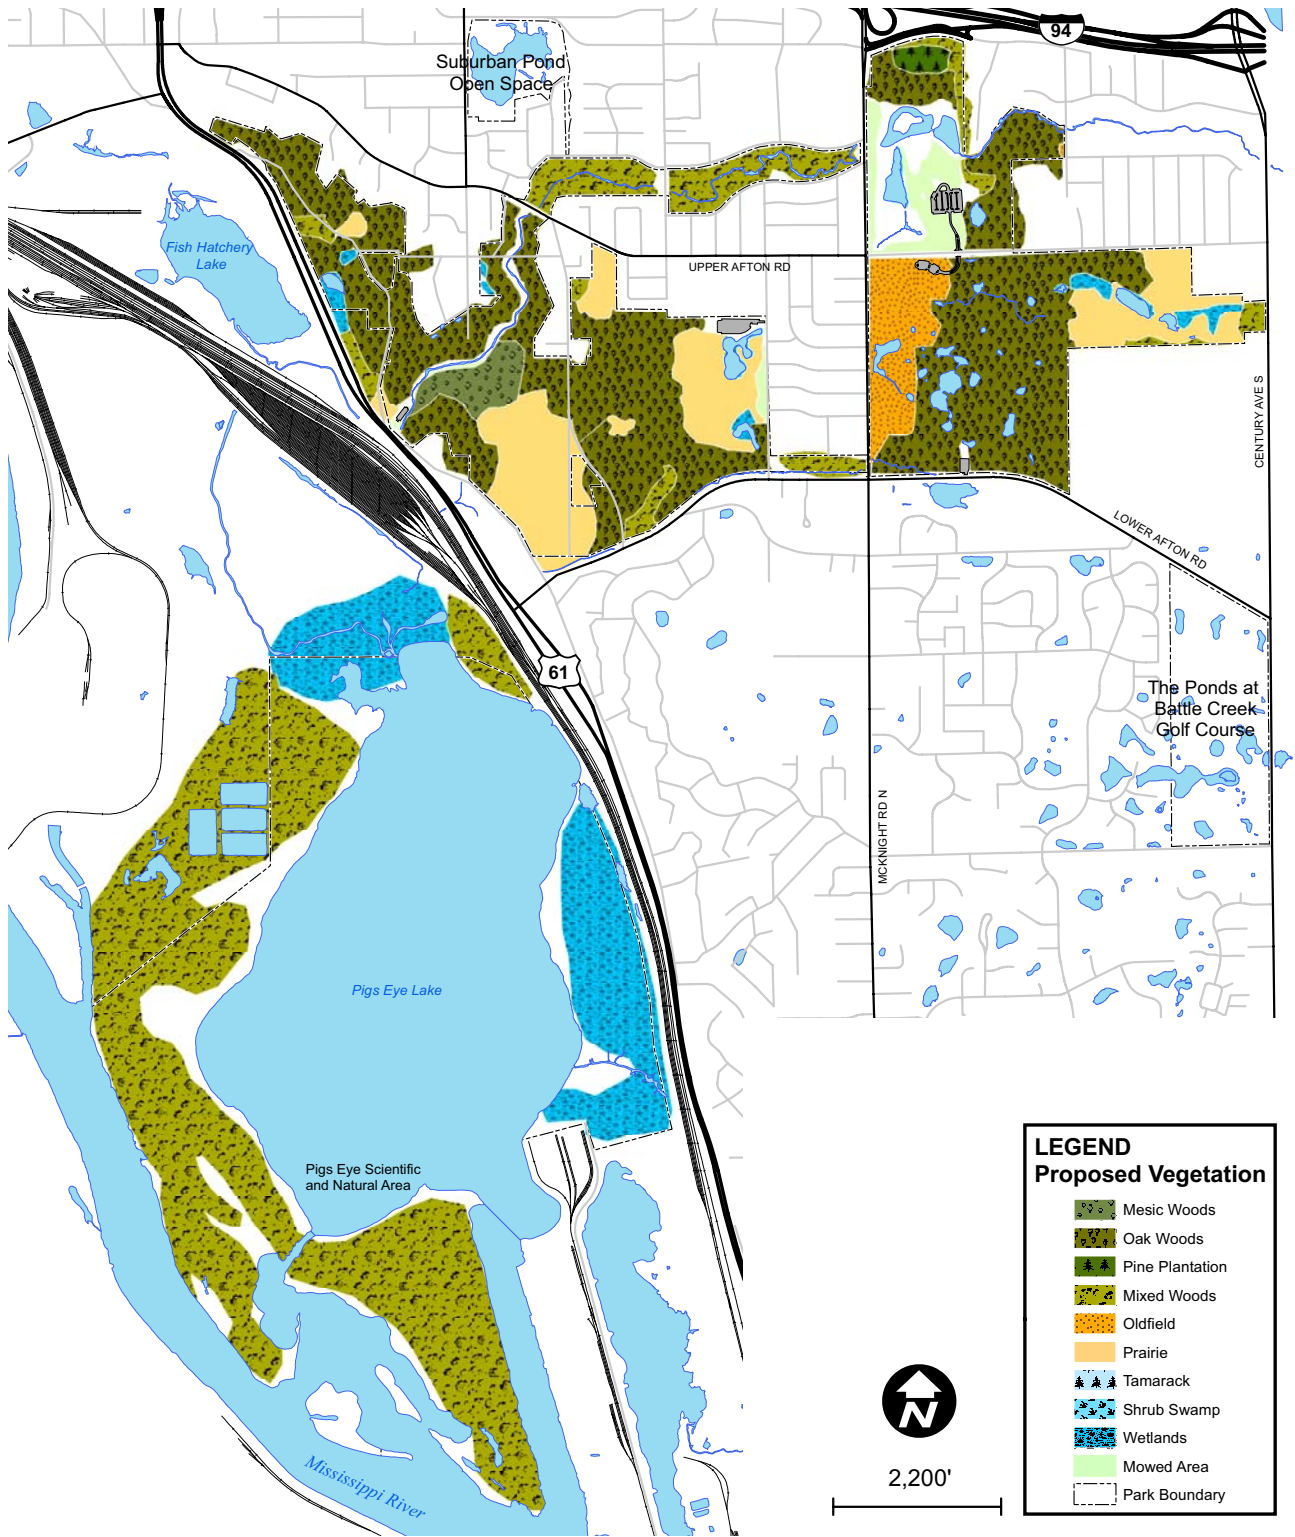 94
Suburban Pond
Open Space
Fish Hatchery
Lake
UPPER AFTON RD
CENTURY AVE S
LOWER AFTON RD
61
The Ponds at
Battle Creek
Golf Course
MCKNIGHT RD N
Pigs Eye Lake
Pigs Eye Scientific
and Natural Area
Mississippi River
N
2,200'
LEGEND
Proposed Vegetation
Mesic Woods
Oak Woods
Pine Plantation
Mixed Woods
Oldfield
Prairie
Tamarack
Shrub Swamp
Wetlands
Mowed Area
Park Boundary